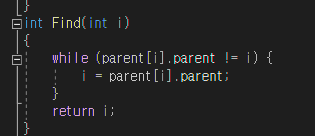 }
int Find(int i)
{
while (parent[i].parent != i) {
i = parent[i].parent;
}
return i;
}